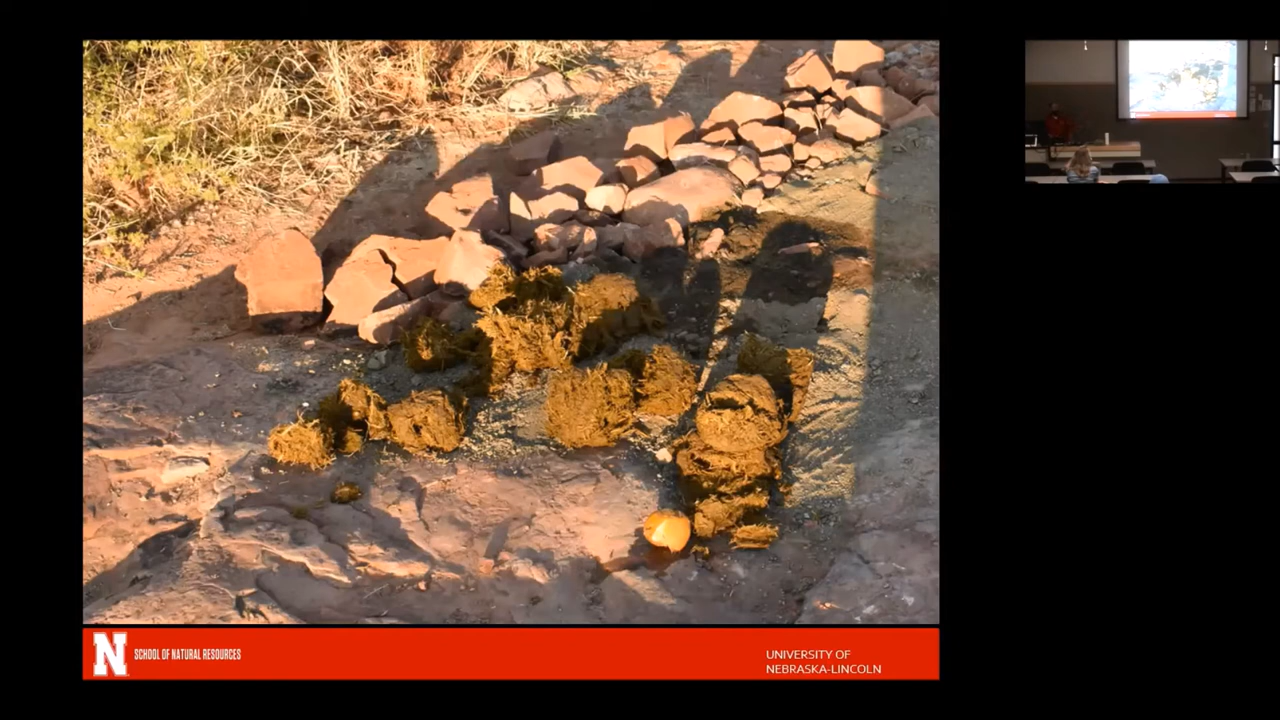 N
SCHOOL OF NATURAL RESOURCES
UNIVERSITY OF
NEBRASKA-LINCOLN